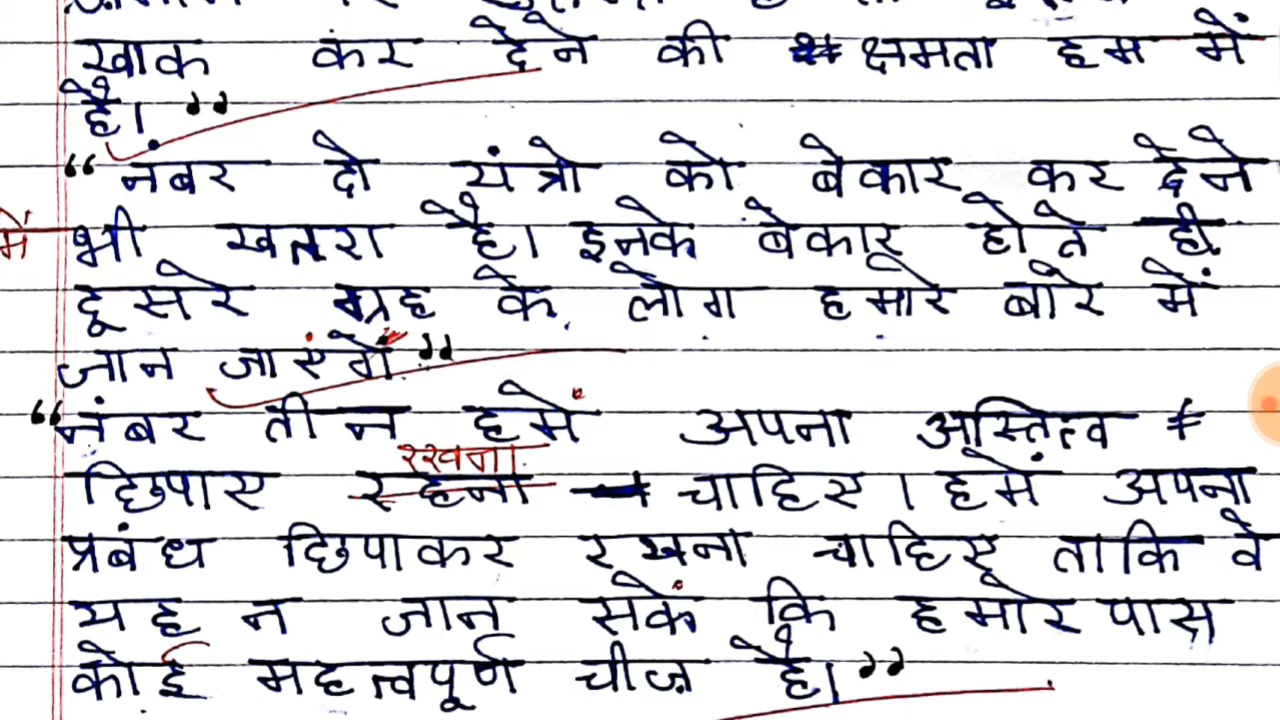 खाक कर देने की क्षमता हम में
है। "
"नंबर दो यंत्रो को बेकार कर देने
में भी खतरा है। इनके बेकार होते ही
दूसरे ग्रह के लोग हमारे बारे में
जान जाएंगे "
"नंबर तीन हमें अपना अस्तित्व
रखना
छिपाए रहना चाहिए। हमें अपना
प्रबंध छिपाकर रखना चाहिए ताकि वे
यह न जान सकें कि हमारे पास
कोई महत्त्वपूर्ण चीज़ है। "